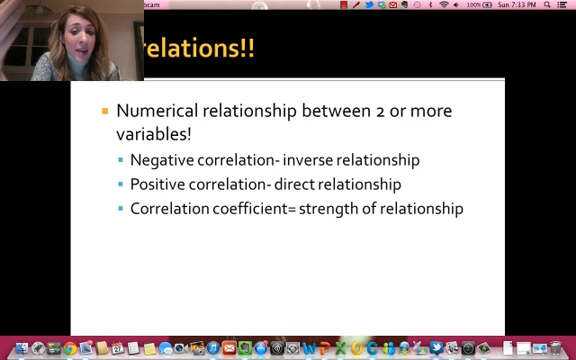 ocam
100%
Sun 7:33 PM
relations!!
Numerical relationship between 2 or more
variables!
Negative correlation- inverse relationship
Positive correlation- direct relationship
Correlation coefficient= strength of relationship